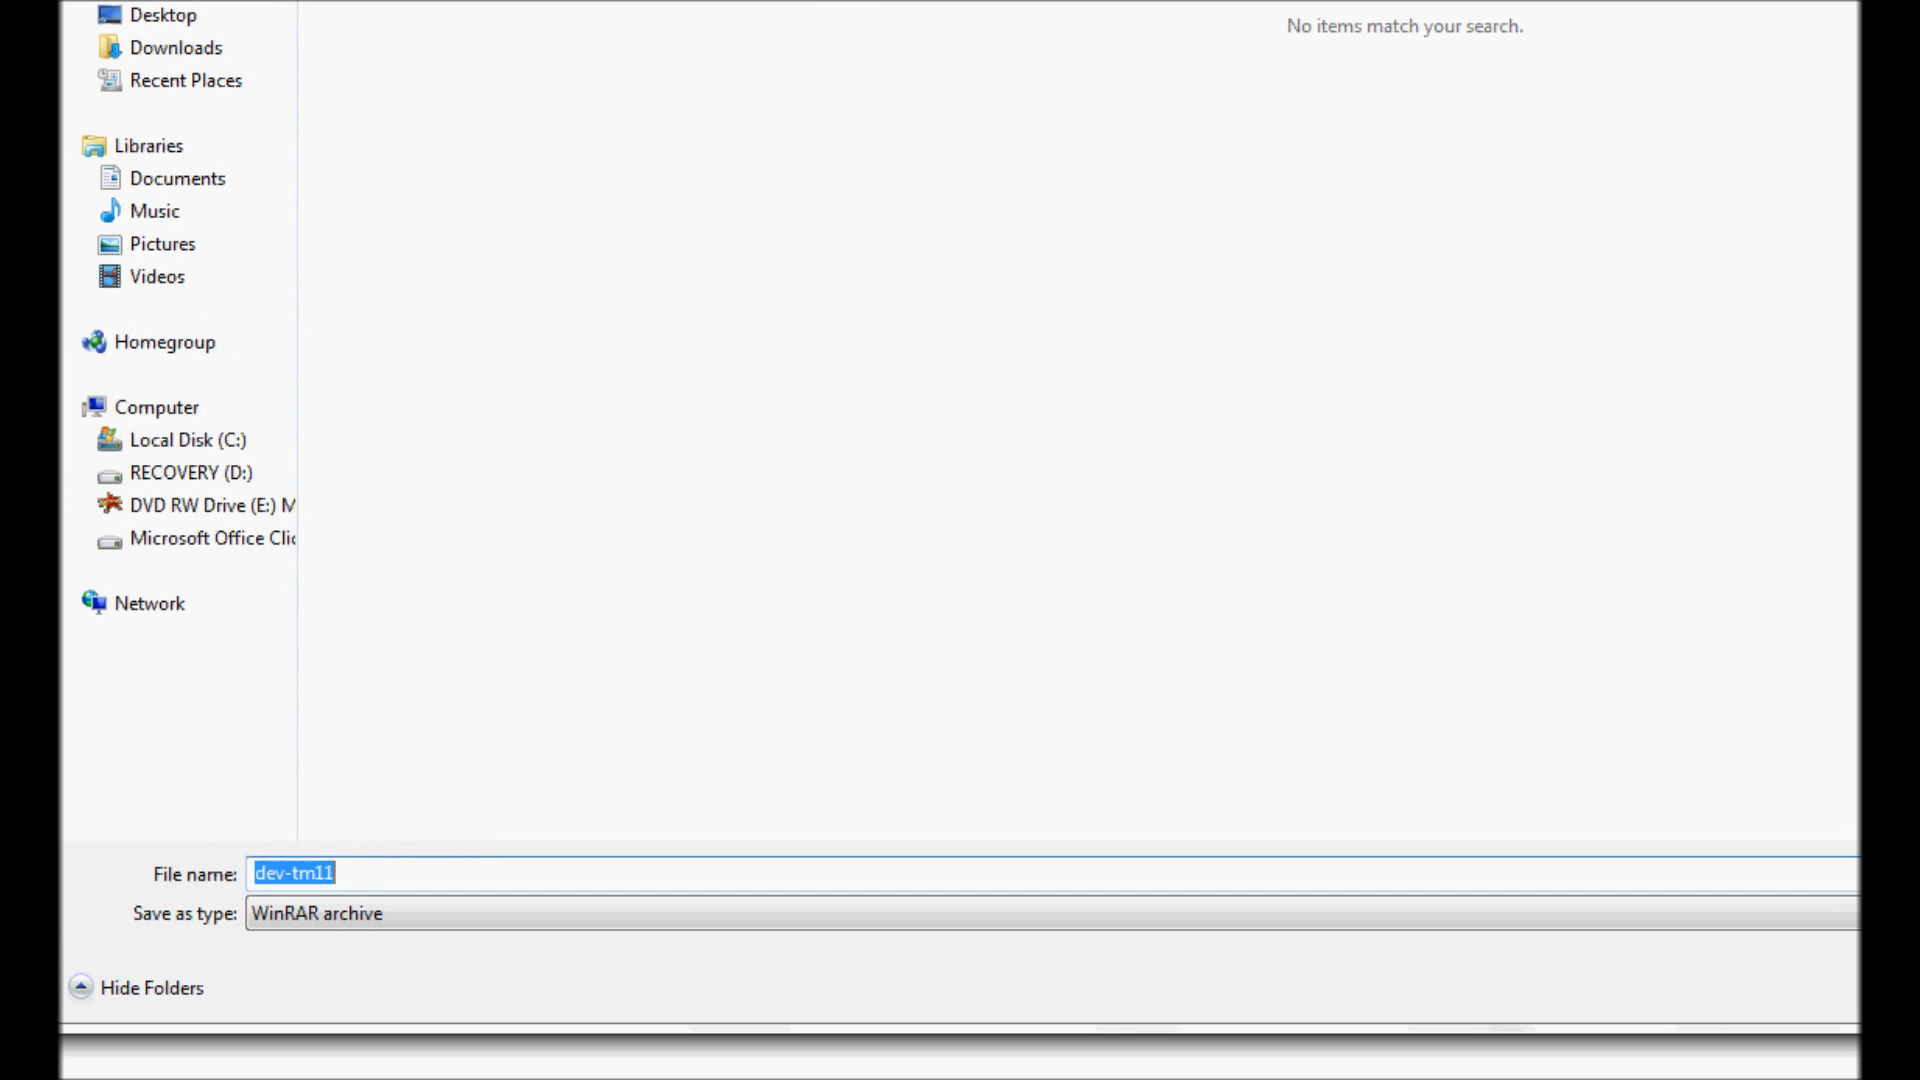 Desktop
No items match your search.
Downloads
Recent Places
Libraries
Documents
Music
Pictures
Videos
Homegroup
Computer
Local Disk (C:)
RECOVERY (D:)
DVD RW Drive (E:) M
Microsoft Office Clic
Network
File name: dev-tm11
Save as type: WinRAR archive
Hide Folders